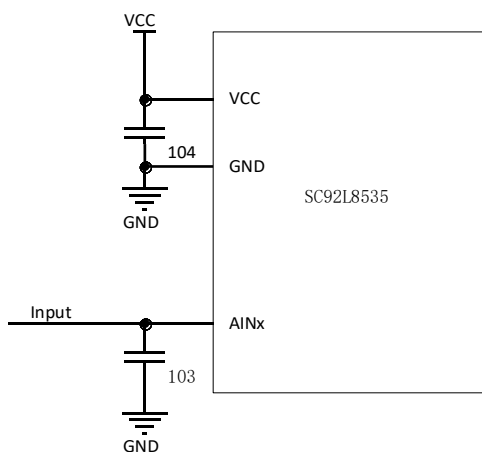 VCC
VCC
104
GND
SC92L8535
GND
Input
AINx
103
GND